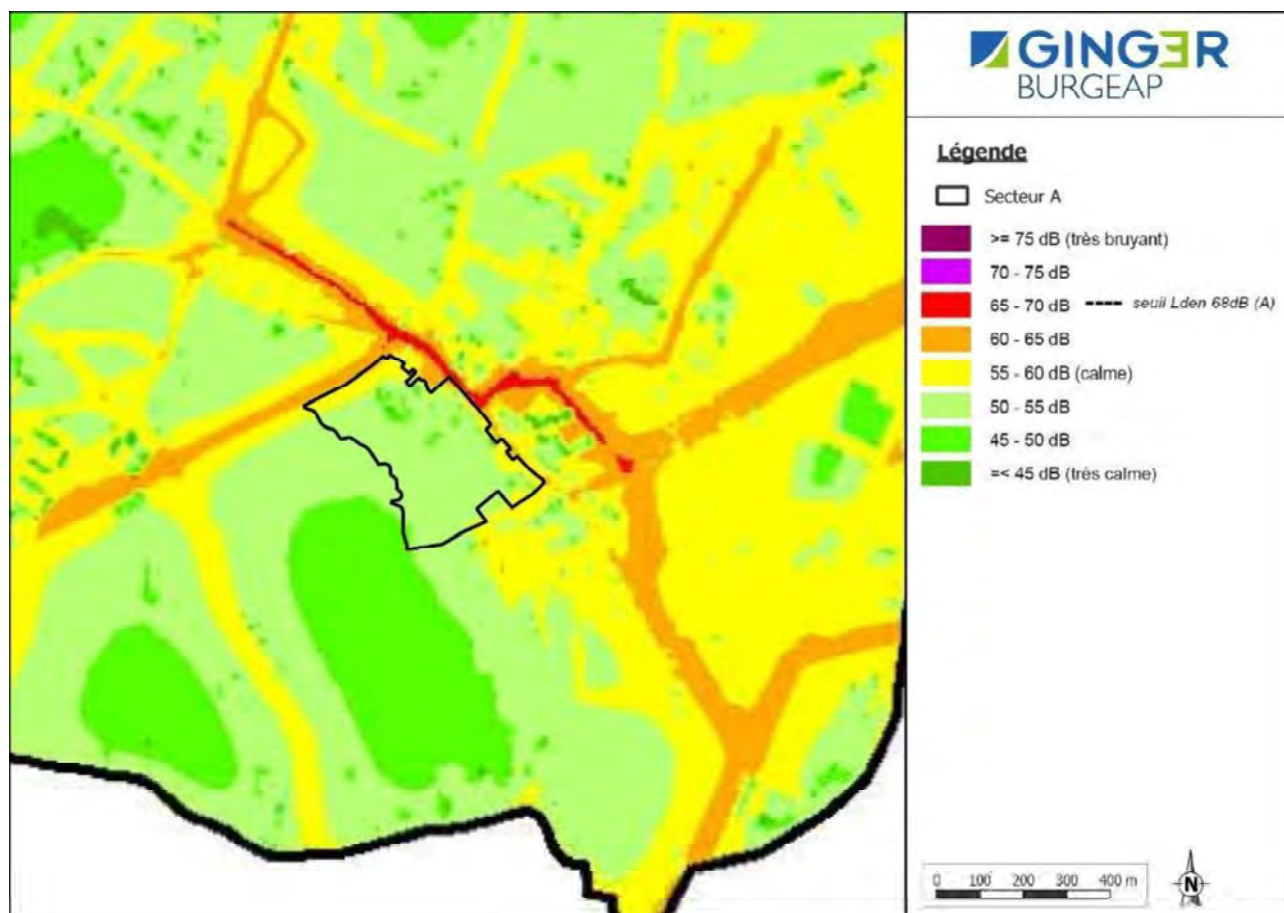 GINGER
BURGEAP
Légende
Secteur A
>= 75 dB (très bruyant)
70 - 75 dB
65 - 70 dB
seuil Lden 68dB (A)
60 - 65 dB
55 - 60 dB (calme)
50 - 55 dB
45 - 50 dB
=< 45 dB (très calme)
0 100 200 300 400 m
N